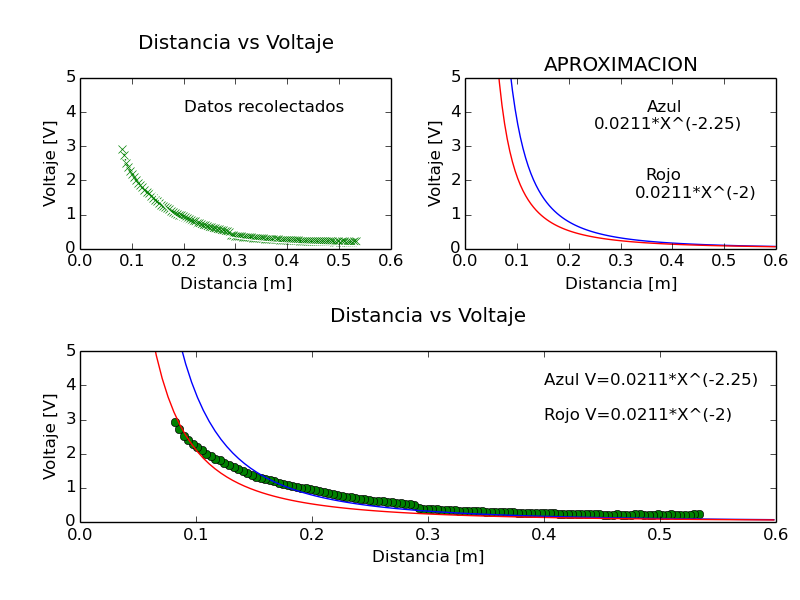 Distancia vs Voltaje
Voltaje [V]
5
4
3
2
1
0
Datos recolectados
0.0 0.1 0.2 0.3 0.4 0.5 0.6
Distancia [m]
APROXIMACION
Voltaje [V]
5
4
3
2
1
0
Azul
0.0211*X^(-2.25)
Rojo
0.0211*X^(-2)
0.0 0.1 0.2 0.3 0.4 0.5 0.6
Distancia [m]
Distancia vs Voltaje
Voltaje [V]
5
4
3
2
1
0
Azul V=0.0211*X^(-2.25)
Rojo V=0.0211*X^(-2)
0.0 0.1 0.2 0.3 0.4 0.5 0.6
Distancia [m]